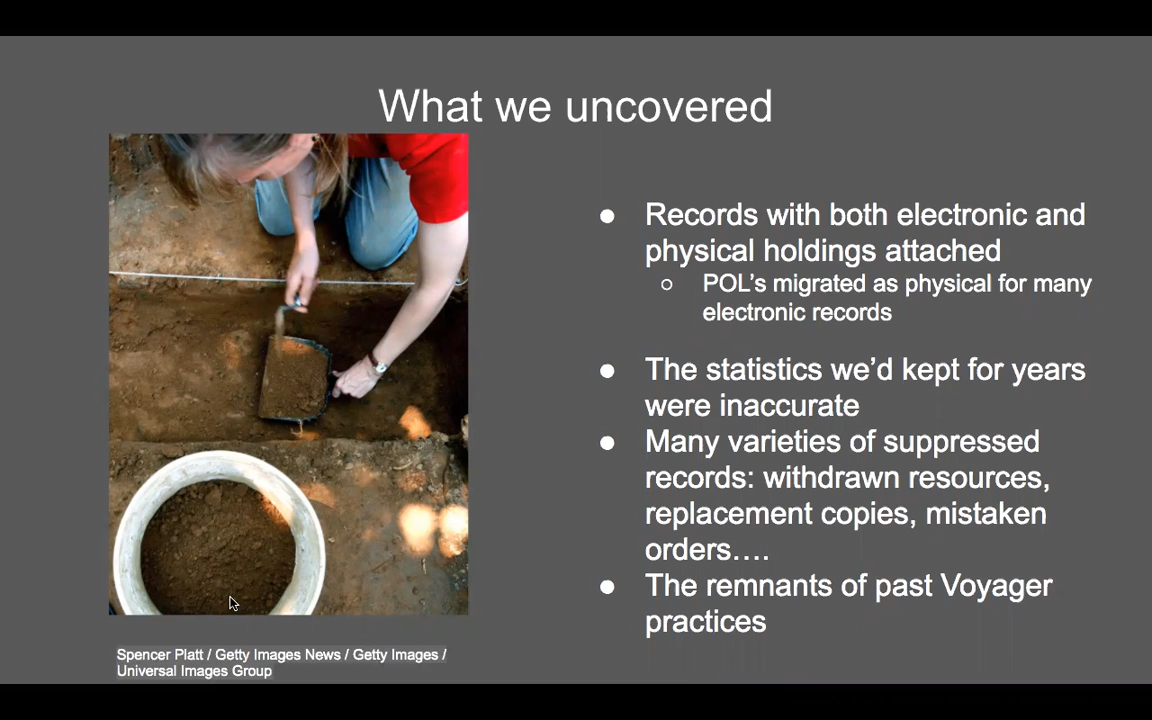 What we uncovered
● Records with both electronic and
physical holdings attached
○ POL’s migrated as physical for many
electronic records
● The statistics we’d kept for years
were inaccurate
● Many varieties of suppressed
records: withdrawn resources,
replacement copies, mistaken
orders….
● The remnants of past Voyager
practices
Spencer Platt / Getty Images News / Getty Images /
Universal Images Group